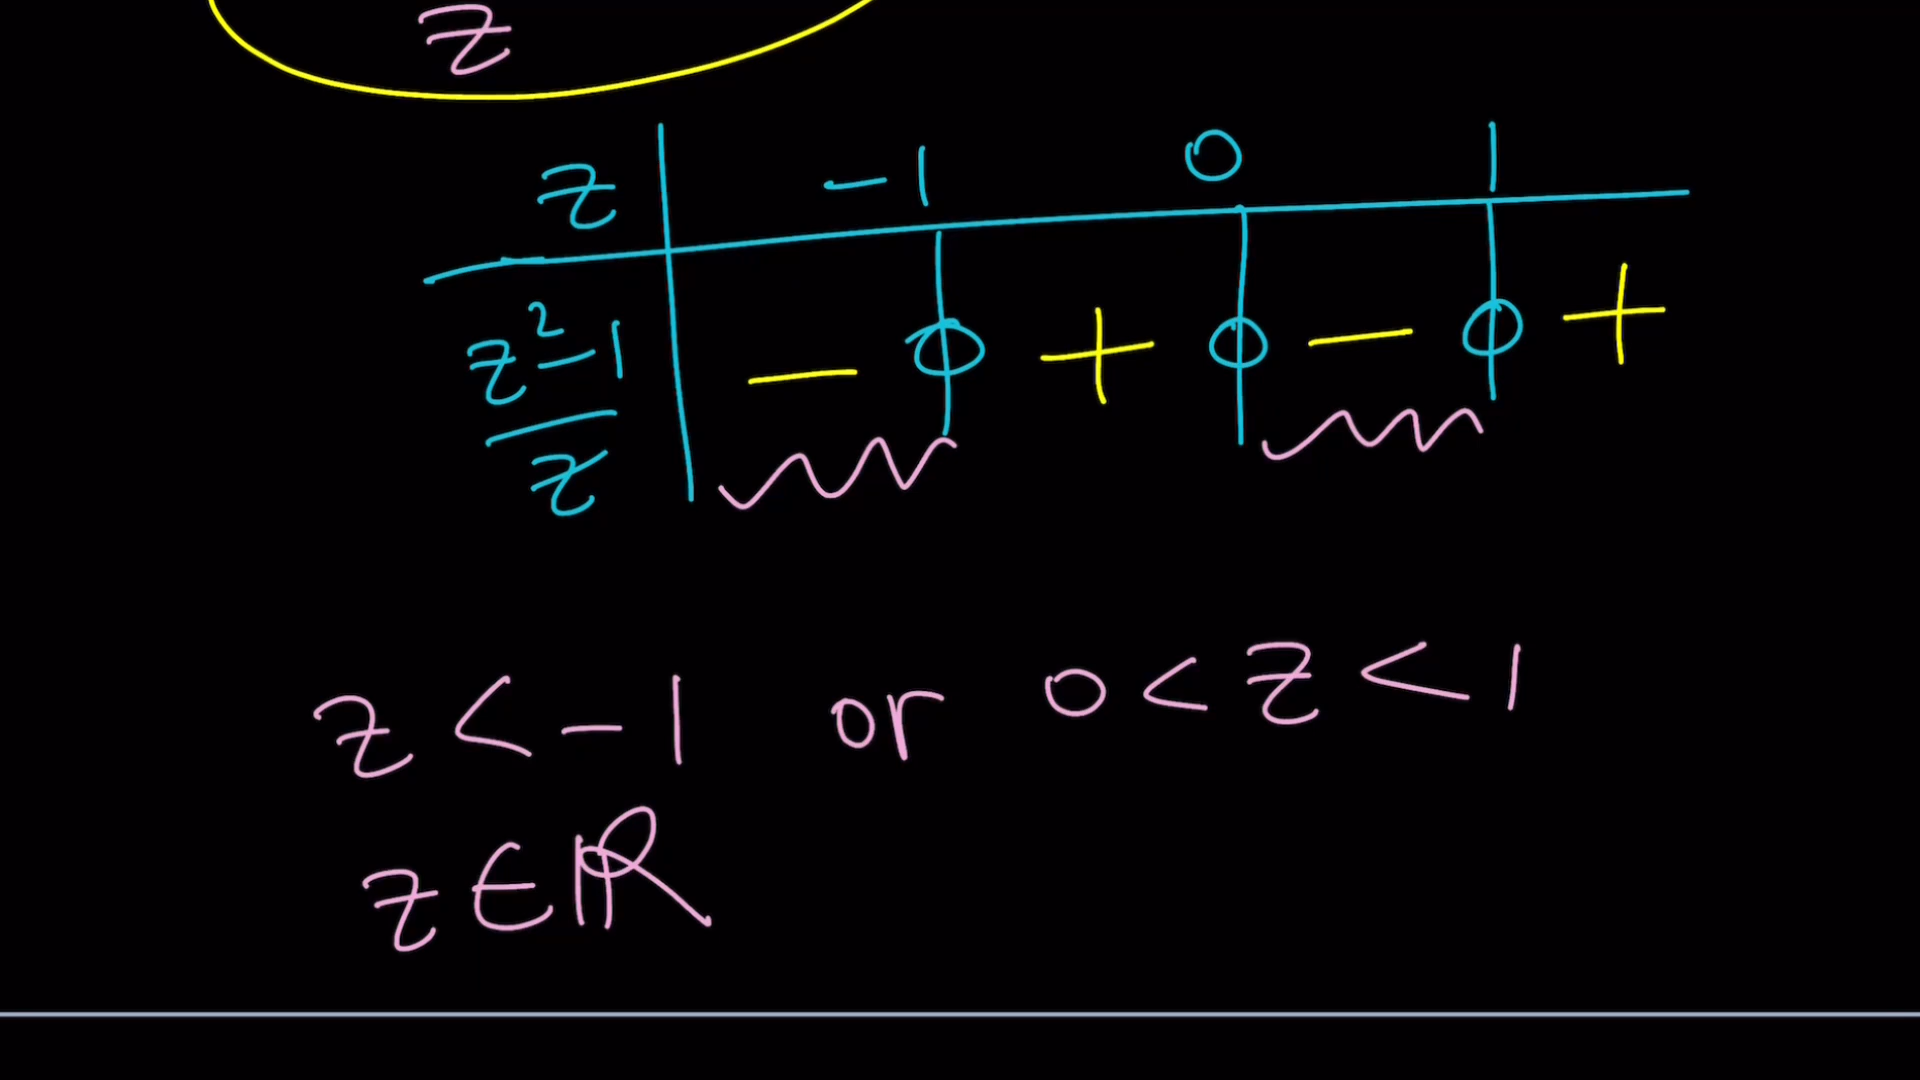 z
z -1 0 1
z²-1 - + - +
z
z < -1 or 0 < z < 1
z ∈ ℝ